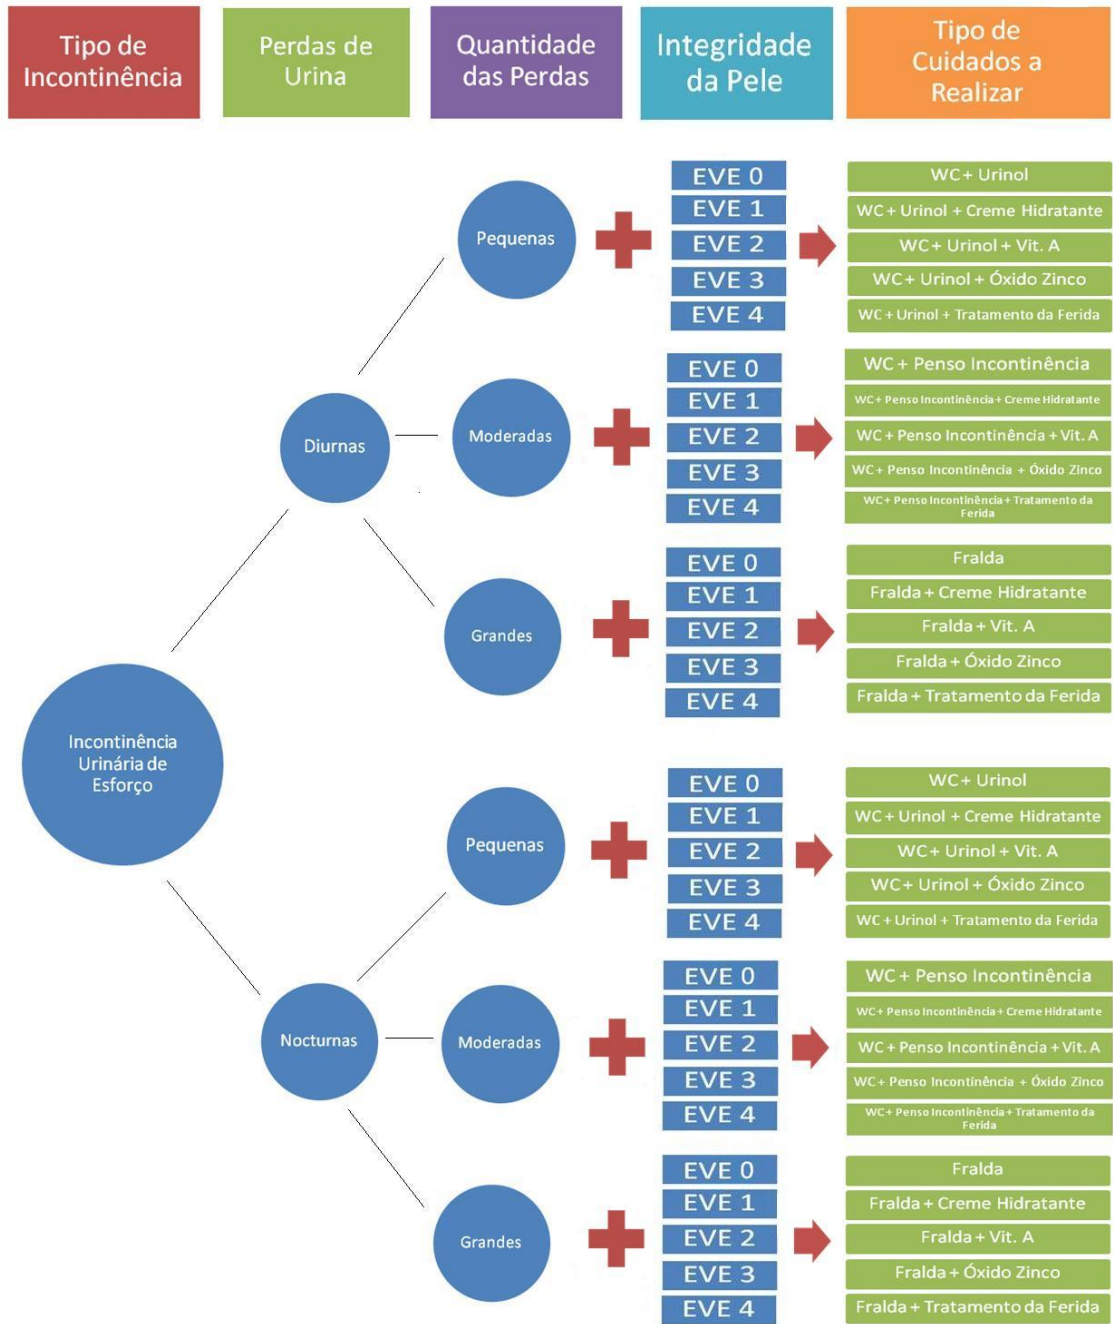 Tipo de
Incontinência
Perdas de
Urina
Quantidade
das Perdas
Integridade
da Pele
Tipo de
Cuidados a
Realizar
Incontinência
Urinária de
Esforço
Diurnas
Pequenas
EVE 0
EVE 1
EVE 2
EVE 3
EVE 4
WC + Urinol
WC + Urinol + Creme Hidratante
WC + Urinol + Vit. A
WC + Urinol + Óxido Zinco
WC + Urinol + Tratamento da Ferida
Moderadas
EVE 0
EVE 1
EVE 2
EVE 3
EVE 4
WC + Penso Incontinência
WC + Penso Incontinência + Creme Hidratante
WC + Penso Incontinência + Vit. A
WC + Penso Incontinência + Óxido Zinco
WC + Penso Incontinência + Tratamento da
Ferida
Grandes
EVE 0
EVE 1
EVE 2
EVE 3
EVE 4
Fralda
Fralda + Creme Hidratante
Fralda + Vit. A
Fralda + Óxido Zinco
Fralda + Tratamento da Ferida
Nocturnas
Pequenas
EVE 0
EVE 1
EVE 2
EVE 3
EVE 4
WC + Urinol
WC + Urinol + Creme Hidratante
WC + Urinol + Vit. A
WC + Urinol + Óxido Zinco
WC + Urinol + Tratamento da Ferida
Moderadas
EVE 0
EVE 1
EVE 2
EVE 3
EVE 4
WC + Penso Incontinência
WC + Penso Incontinência + Creme Hidratante
WC + Penso Incontinência + Vit. A
WC + Penso Incontinência + Óxido Zinco
WC + Penso Incontinência + Tratamento da
Ferida
Grandes
EVE 0
EVE 1
EVE 2
EVE 3
EVE 4
Fralda
Fralda + Creme Hidratante
Fralda + Vit. A
Fralda + Óxido Zinco
Fralda + Tratamento da Ferida